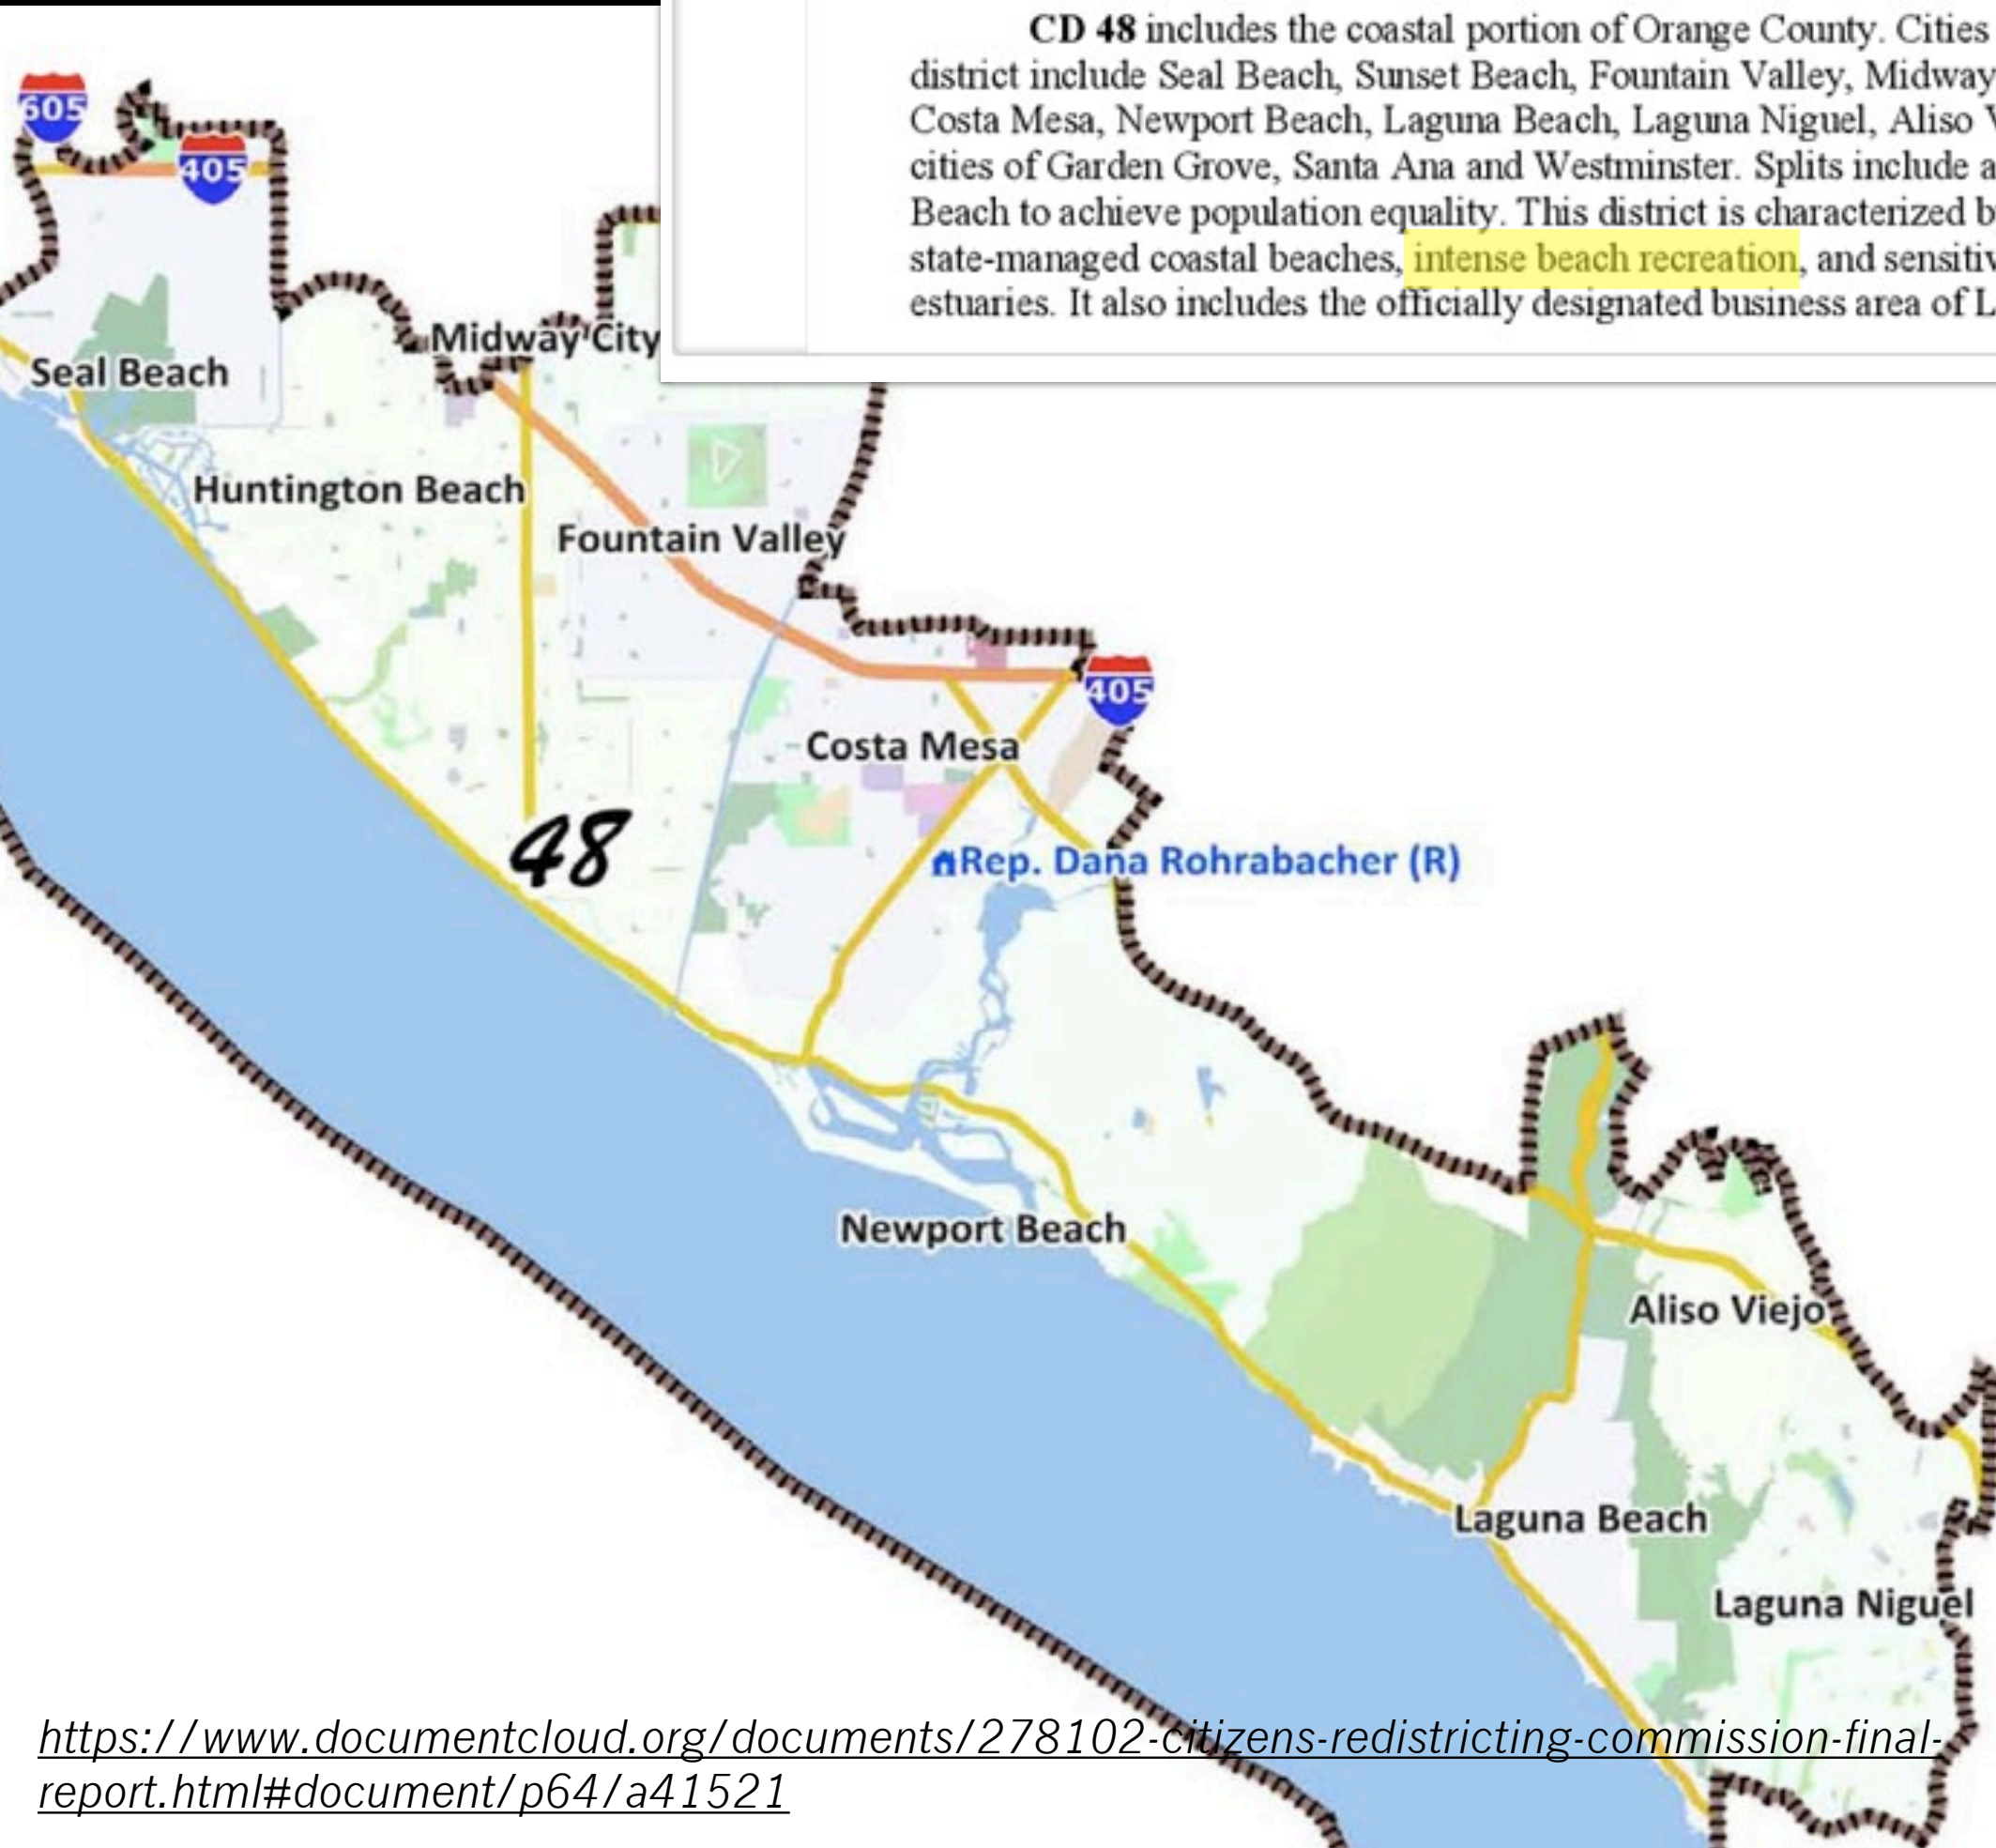 CD 48 includes the coastal portion of Orange County. Cities
district include Seal Beach, Sunset Beach, Fountain Valley, Midway
Costa Mesa, Newport Beach, Laguna Beach, Laguna Niguel, Aliso V
cities of Garden Grove, Santa Ana and Westminster. Splits include a
Beach to achieve population equality. This district is characterized b
state-managed coastal beaches, intense beach recreation, and sensitiv
estuaries. It also includes the officially designated business area of L
605
405
Midway City
Seal Beach
Huntington Beach
Fountain Valley
405
Costa Mesa
48
Rep. Dana Rohrabacher (R)
Newport Beach
Aliso Viejo
Laguna Beach
Laguna Niguel
https://www.documentcloud.org/documents/278102-citizens-redistricting-commission-final-
report.html#document/p64/a41521